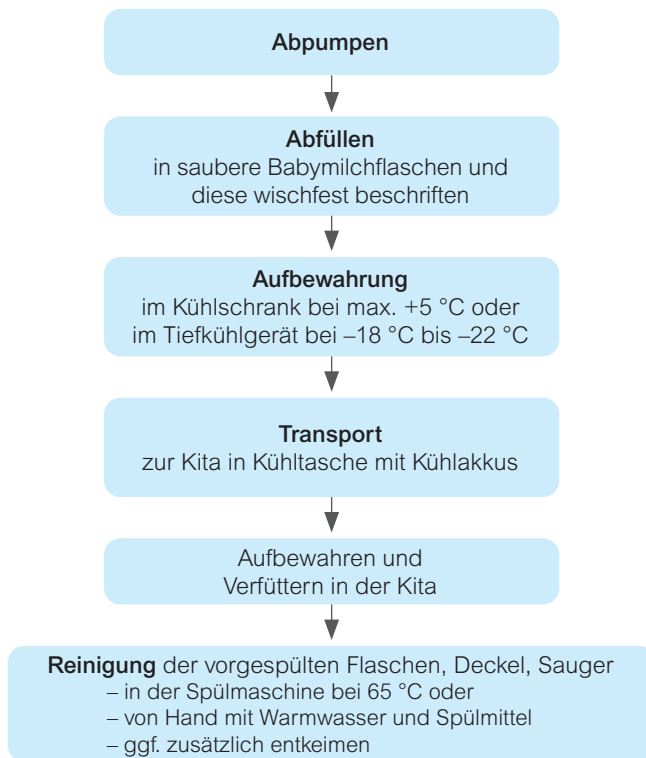 Abpumpen
Abfüllen
in saubere Babymilchflaschen und
diese wischfest beschriften
Aufbewahrung
im Kühlschrank bei max. +5 °C oder
im Tiefkühlgerät bei –18 °C bis –22 °C
Transport
zur Kita in Kühltasche mit Kühlakkus
Aufbewahren und
Verfüttern in der Kita
Reinigung der vorgespülten Flaschen, Deckel, Sauger
– in der Spülmaschine bei 65 °C oder
– von Hand mit Warmwasser und Spülmittel
– ggf. zusätzlich entkeimen